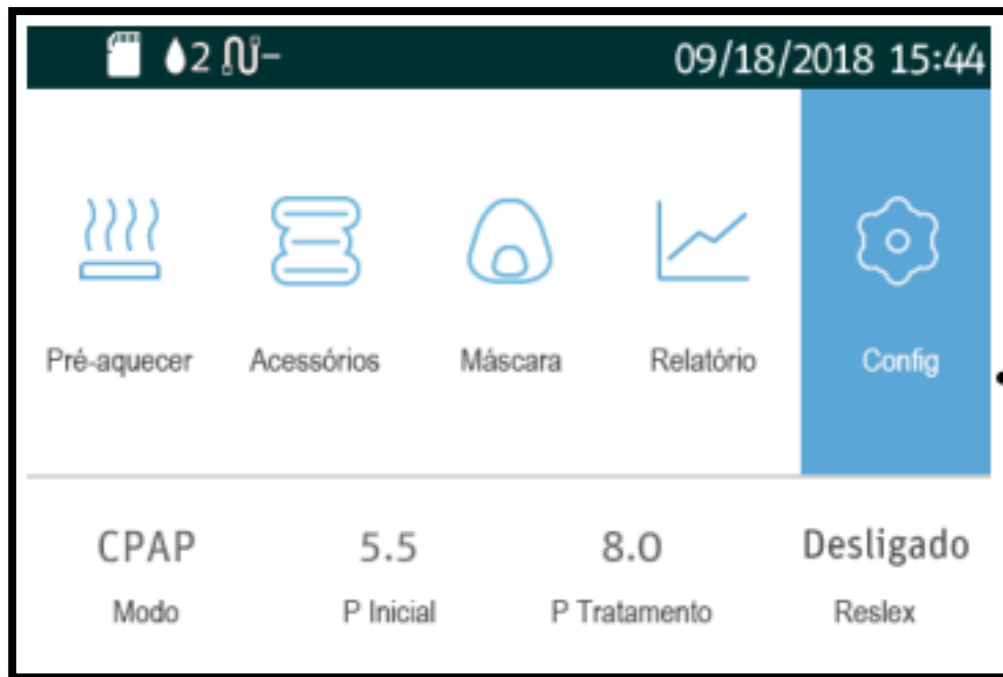 2 – 09/18/2018 15:44
Pré-aquecer Acessórios Máscara Relatório Config
CPAP 5.5 8.0 Desligado
Modo P Inicial P Tratamento Reslex